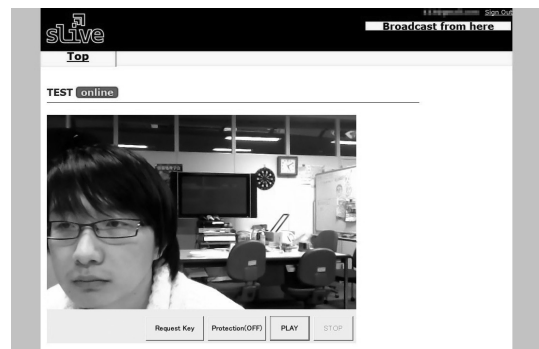 sLive
Sign Out
Broadcast from here
Top
TEST online
Request Key
Protection(OFF)
PLAY
STOP